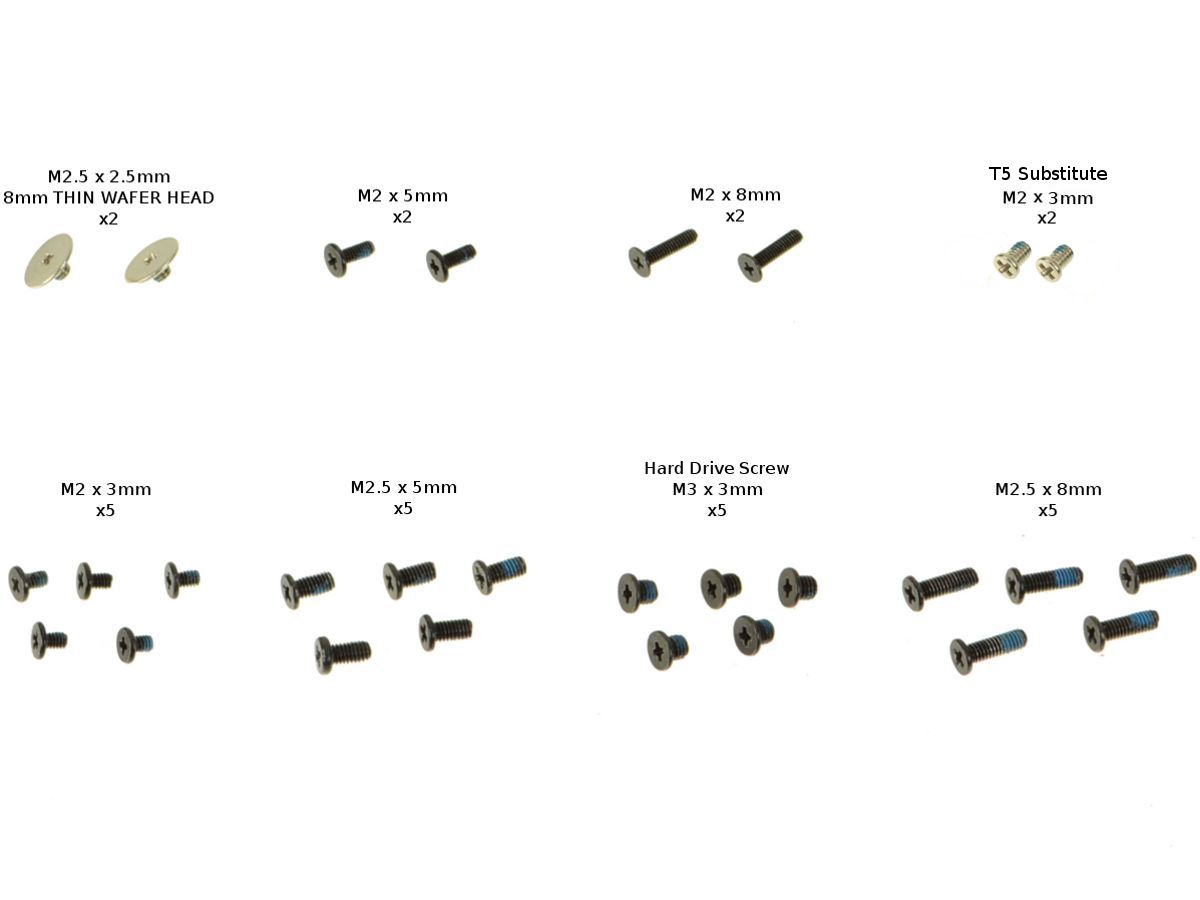 M2.5 x 2.5mm
8mm THIN WAFER HEAD
x2
M2 x 5mm
x2
M2 x 8mm
x2
T5 Substitute
M2 x 3mm
x2
M2 x 3mm
x5
M2.5 x 5mm
x5
Hard Drive Screw
M3 x 3mm
x5
M2.5 x 8mm
x5